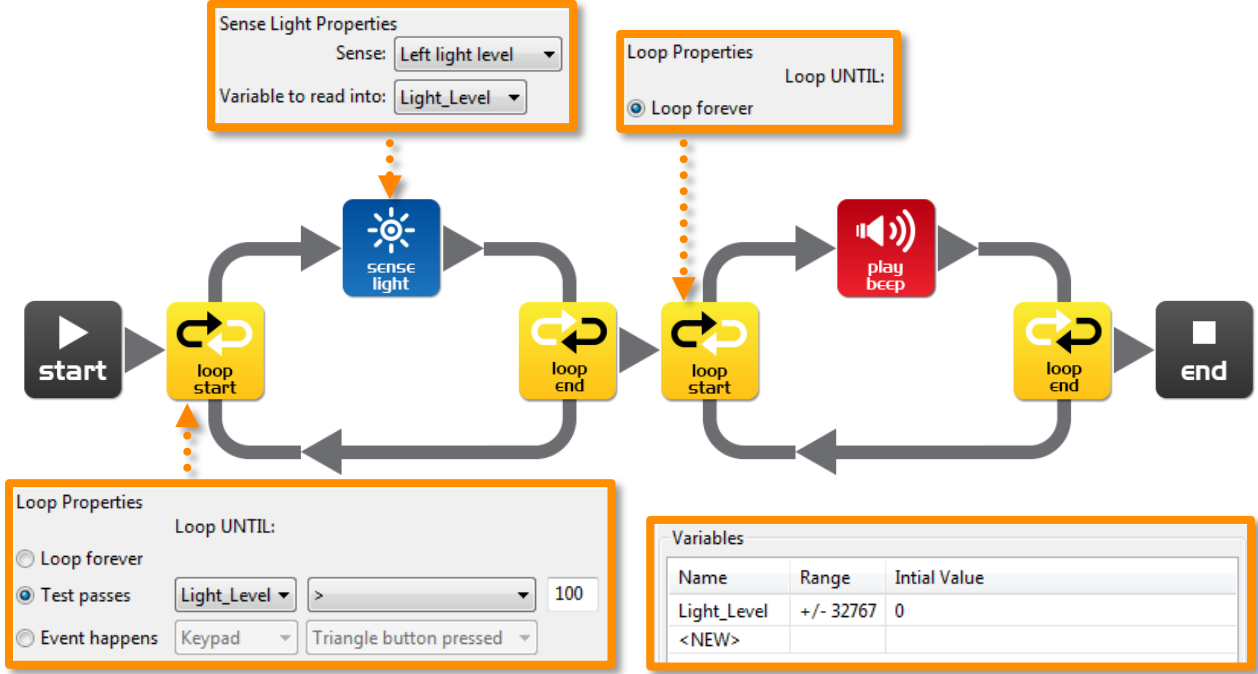 Sense Light Properties
Sense: Left light level
Variable to read into: Light_Level
Loop Properties
Loop UNTIL:
Loop forever
start
loop
start
sense
light
loop
end
loop
start
play
beep
loop
end
end
Loop Properties
Loop UNTIL:
Loop forever
Test passes Light_Level > 100
Event happens Keypad Triangle button pressed
Variables
Name Range Intial Value
Light_Level +/- 32767 0
<NEW>